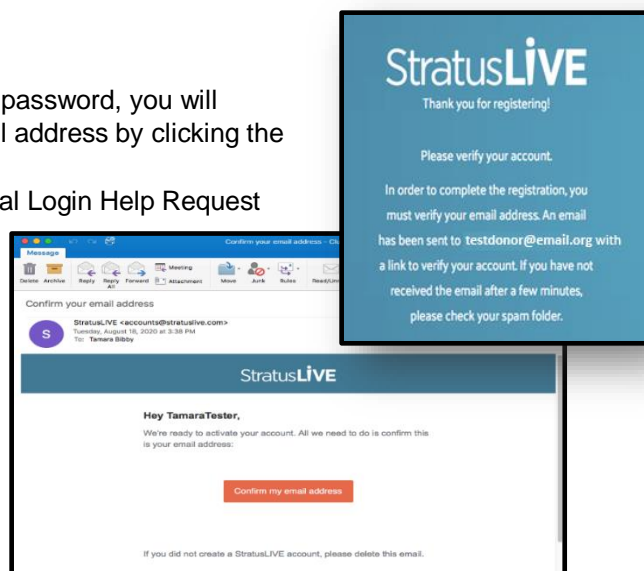 password, you will
l address by clicking the
al Login Help Request
StratusLIVE
Thank you for registering!
Please verify your account.
In order to complete the registration, you
must verify your email address. An email
has been sent to testdonor@email.org with
a link to verify your account. If you have not
received the email after a few minutes,
please check your spam folder.
Confirm your email address - Cl
Message
Delete Archive Reply Reply All Forward Meeting Attachment Move Junk Rules Read/Un
Confirm your email address
S
StratusLIVE <accounts@stratuslive.com>
Tuesday, August 18, 2020 at 3:38 PM
To: Tamara Bibby
StratusLIVE
Hey TamaraTester,
We're ready to activate your account. All we need to do is confirm this
is your email address:
Confirm my email address
If you did not create a StratusLIVE account, please delete this email.